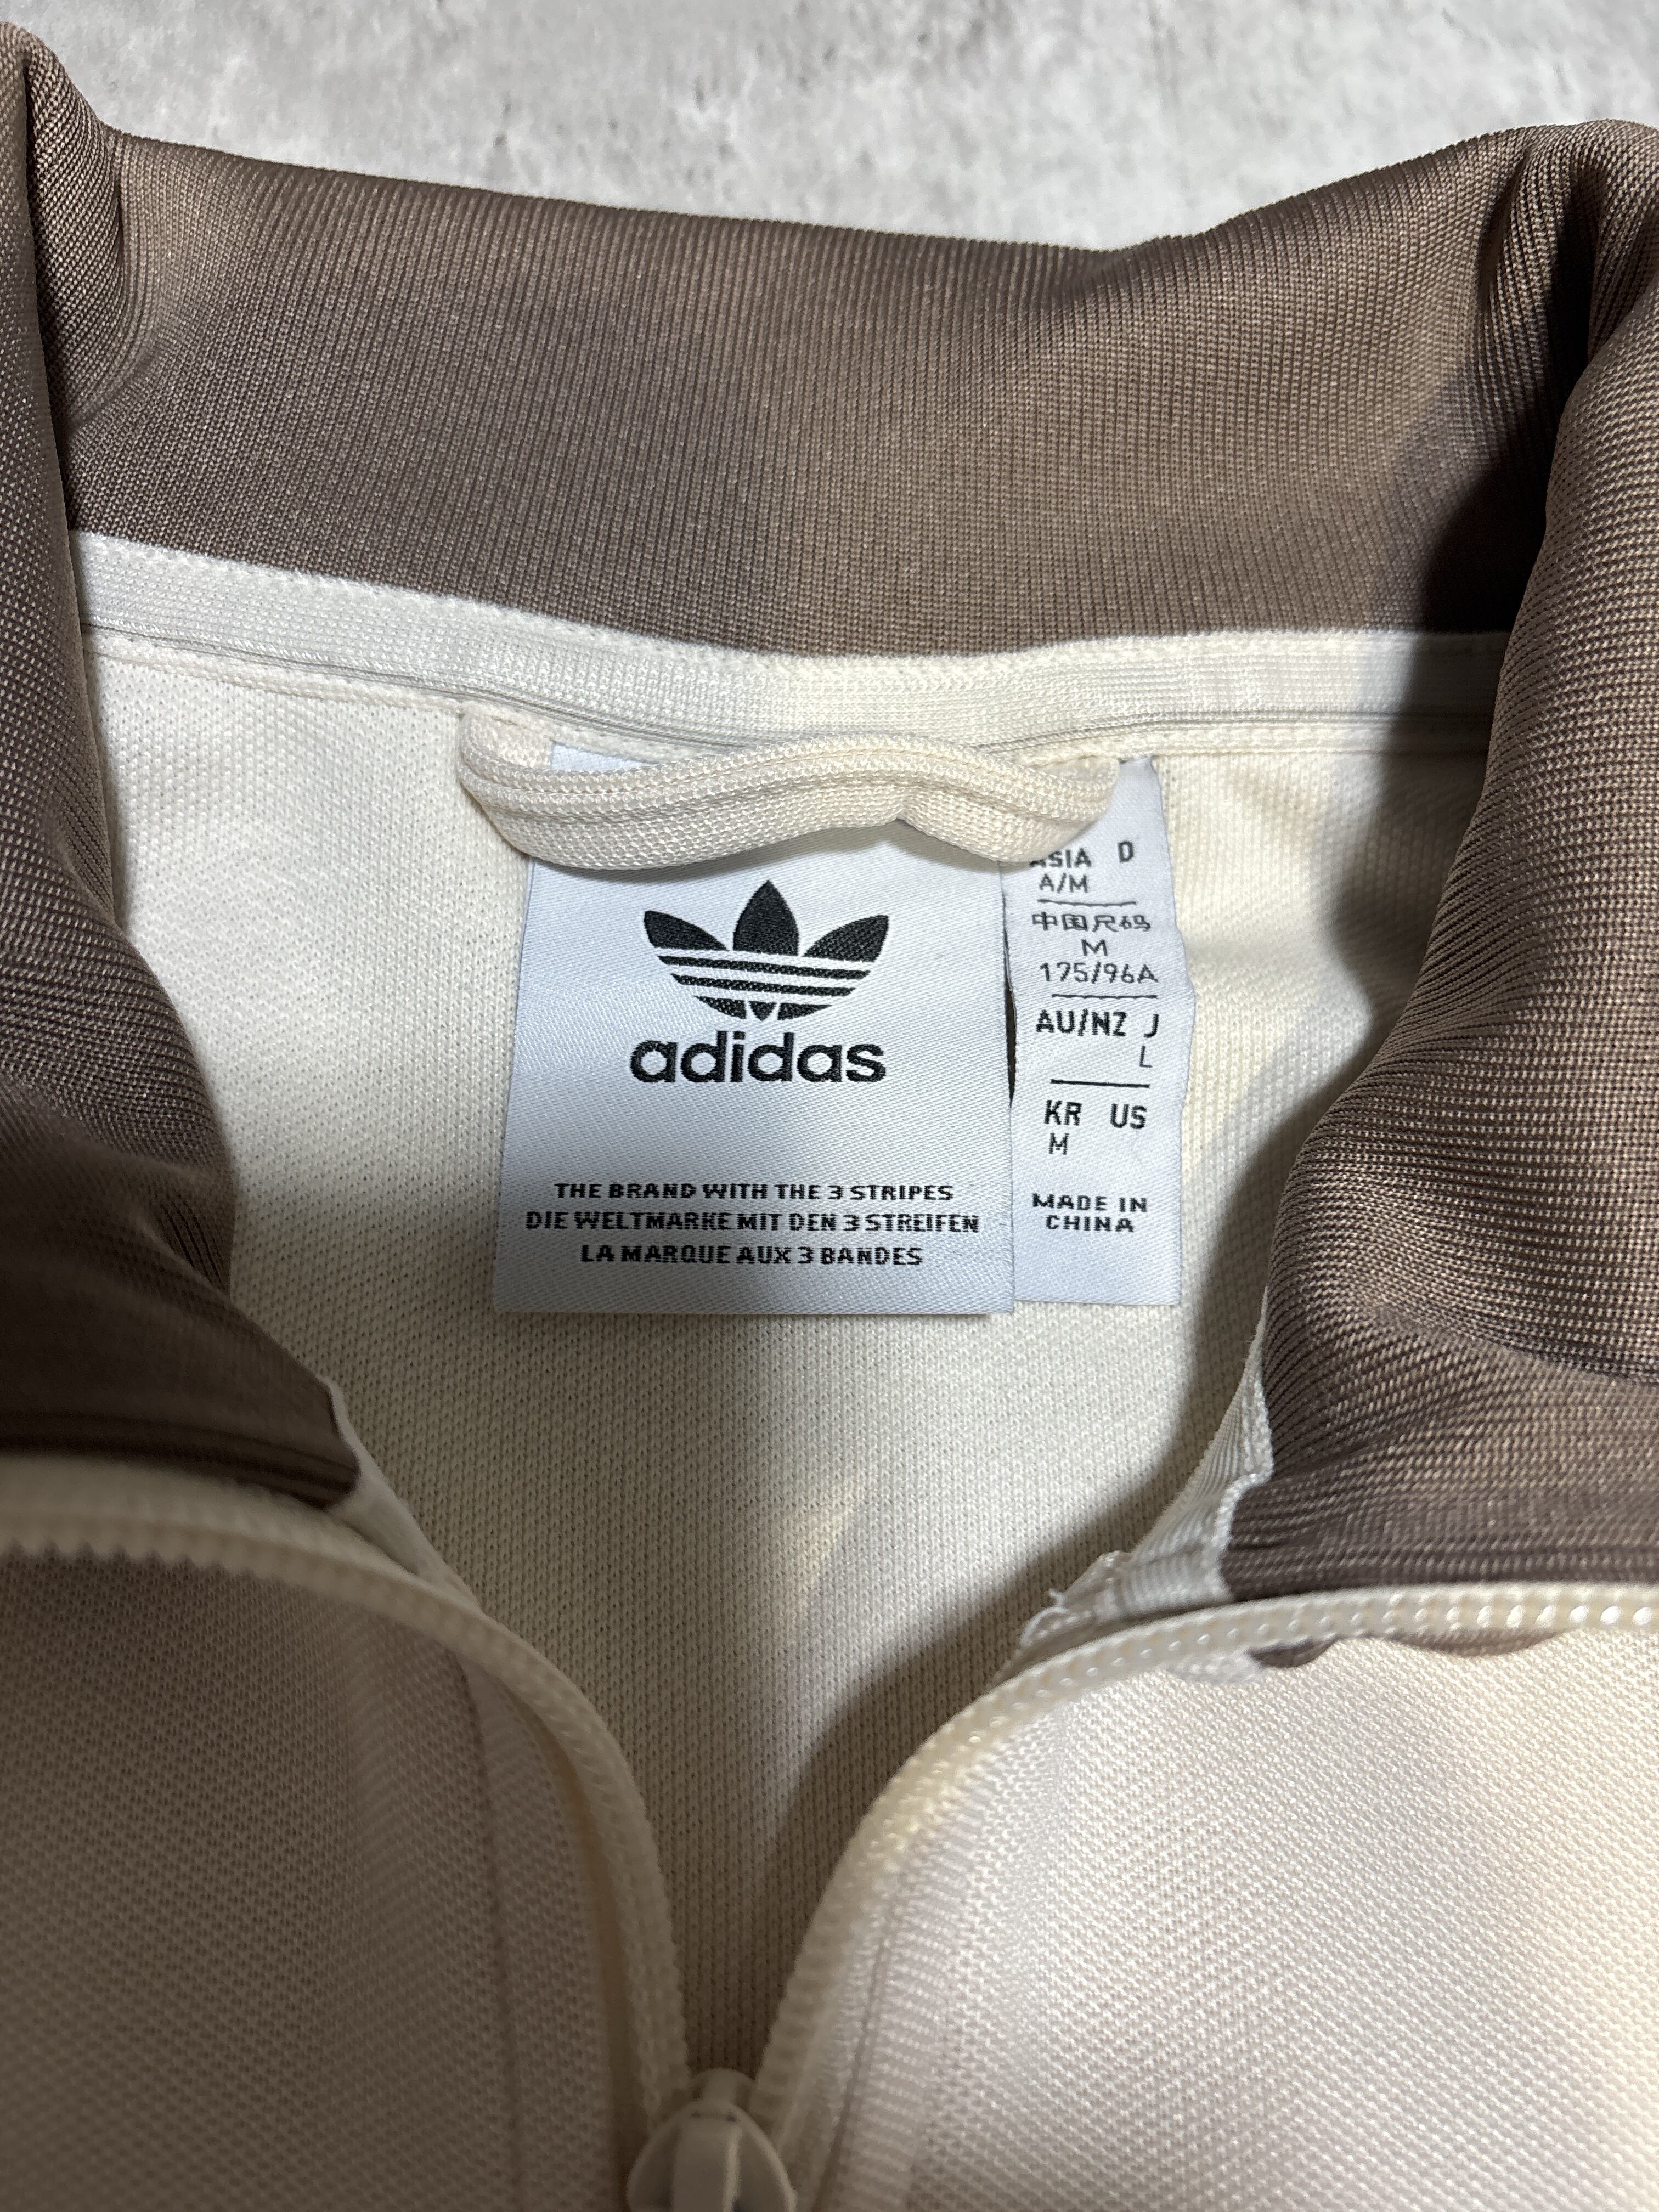 adidas
THE BRAND WITH THE 3 STRIPES
DIE WELTMARKE MIT DEN 3 STREIFEN
LA MARQUE AUX 3 BANDES
ASIA D
A/M
中国尺码
M
175/96A
AU/NZ J
L
KR US
M
MADE IN
CHINA